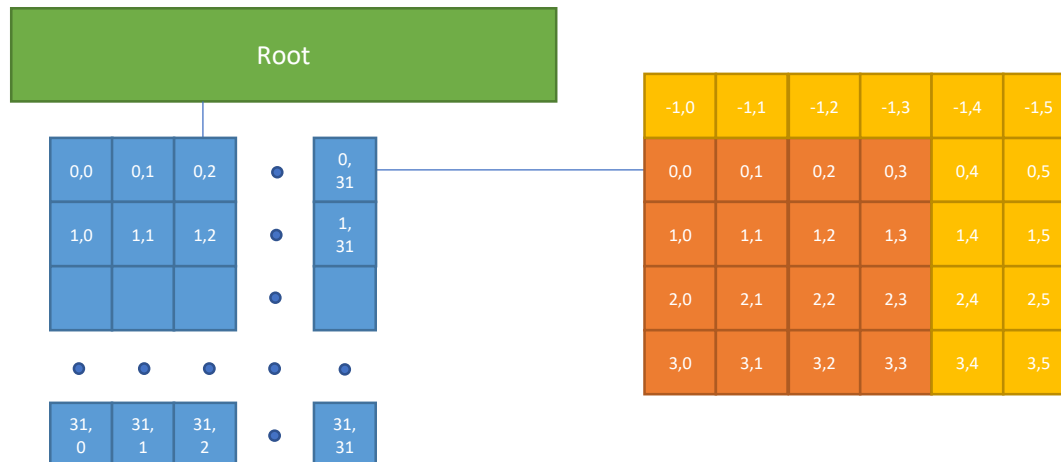 Root
-1,0 -1,1 -1,2 -1,3 -1,4 -1,5
0,0 0,1 0,2 0,
31
0,0 0,1 0,2 0,3 0,4 0,5
1,0 1,1 1,2 1,
31
1,0 1,1 1,2 1,3 1,4 1,5
2,0 2,1 2,2 2,3 2,4 2,5
3,0 3,1 3,2 3,3 3,4 3,5
31, 31, 31, 31,
0 1 2 31